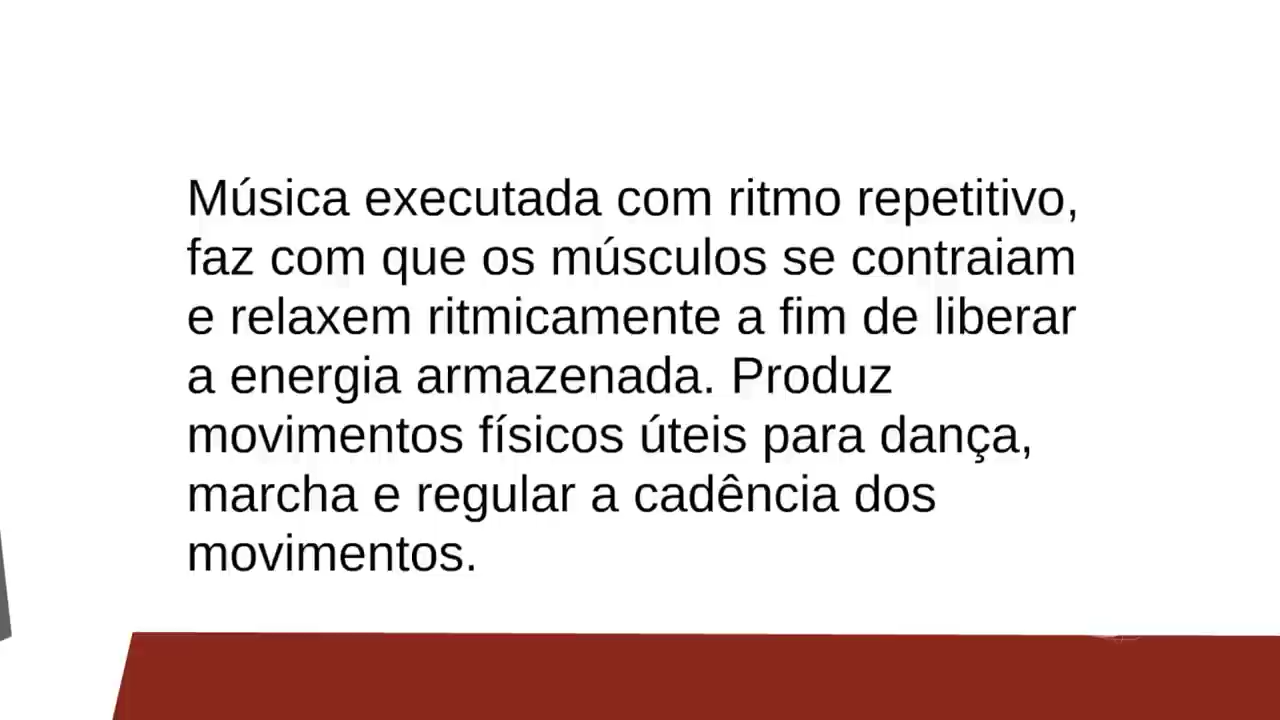 Música executada com ritmo repetitivo,
faz com que os músculos se contraiam
e relaxem ritmicamente a fim de liberar
a energia armazenada. Produz
movimentos físicos úteis para dança,
marcha e regular a cadência dos
movimentos.